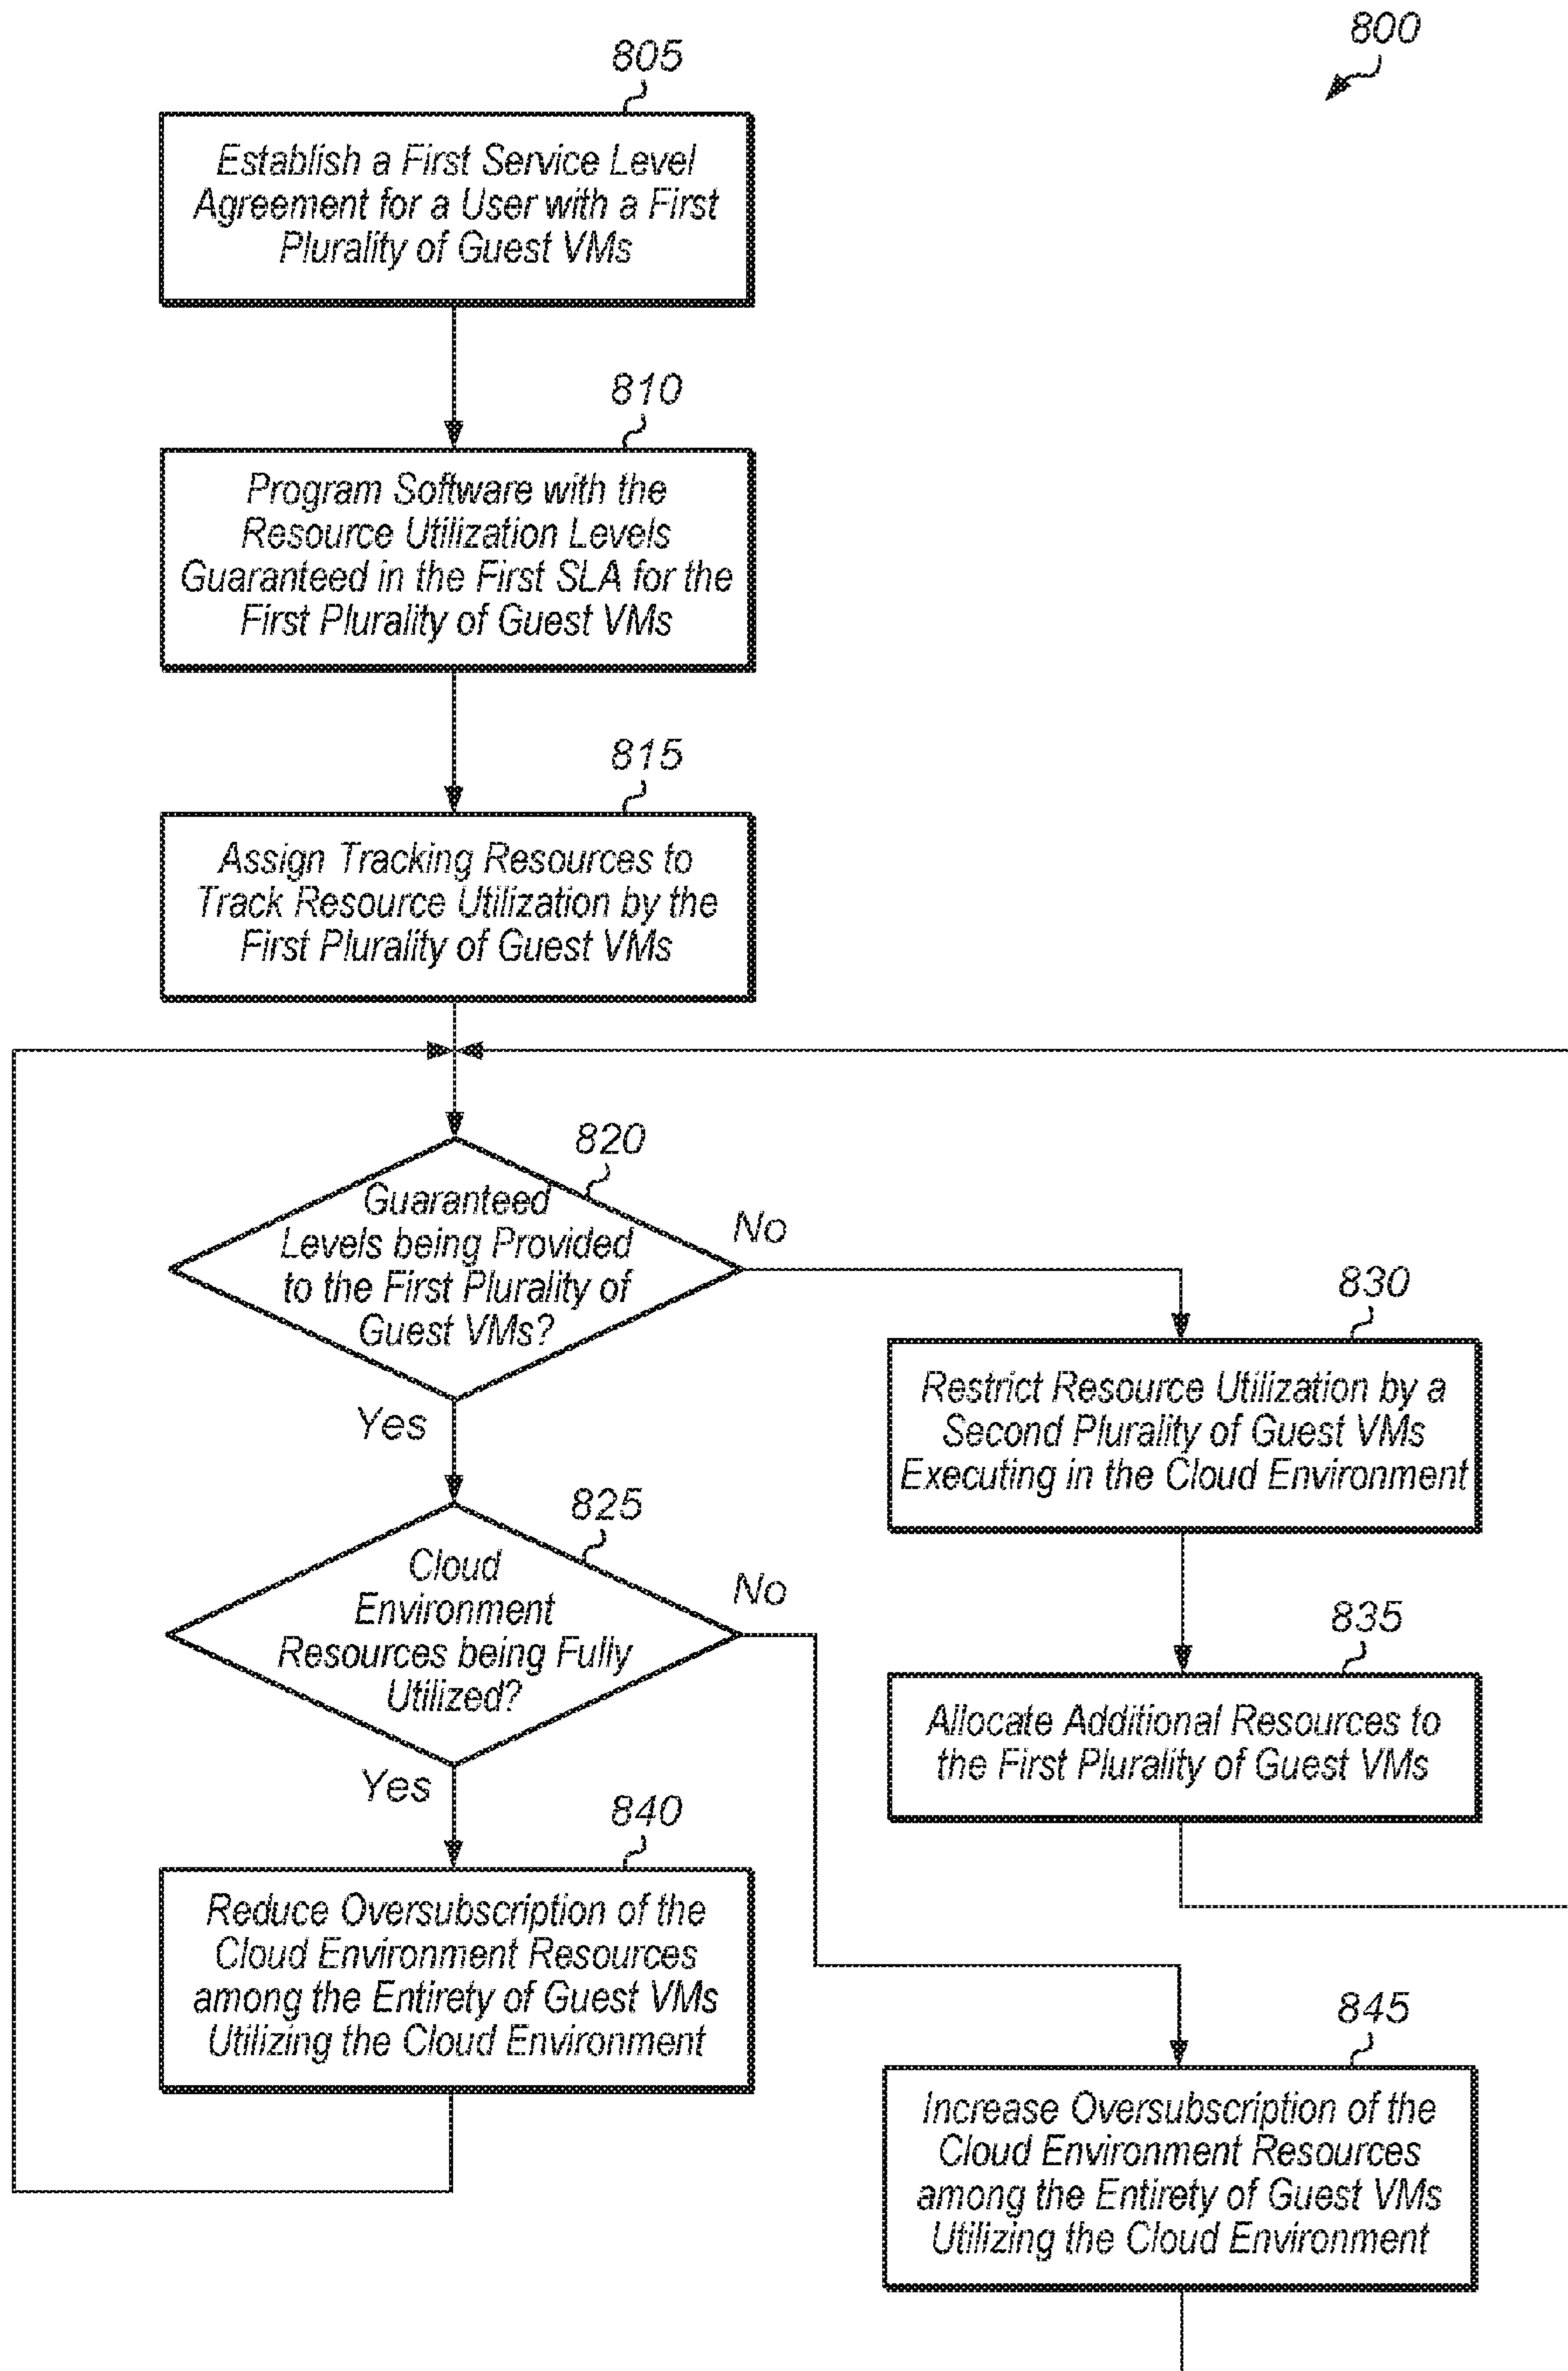 800
805
Establish a First Service Level
Agreement for a User with a First
Plurality of Guest VMs
810
Program Software with the
Resource Utilization Levels
Guaranteed in the First SLA for the
First Plurality of Guest VMs
815
Assign Tracking Resources to
Track Resource Utilization by the
First Plurality of Guest VMs
820
Guaranteed
Levels being Provided
to the First Plurality of
Guest VMs?
No
Yes
830
Restrict Resource Utilization by a
Second Plurality of Guest VMs
Executing in the Cloud Environment
825
Cloud
Environment
Resources being Fully
Utilized?
No
Yes
835
Allocate Additional Resources to
the First Plurality of Guest VMs
840
Reduce Oversubscription of the
Cloud Environment Resources
among the Entirety of Guest VMs
Utilizing the Cloud Environment
845
Increase Oversubscription of the
Cloud Environment Resources
among the Entirety of Guest VMs
Utilizing the Cloud Environment